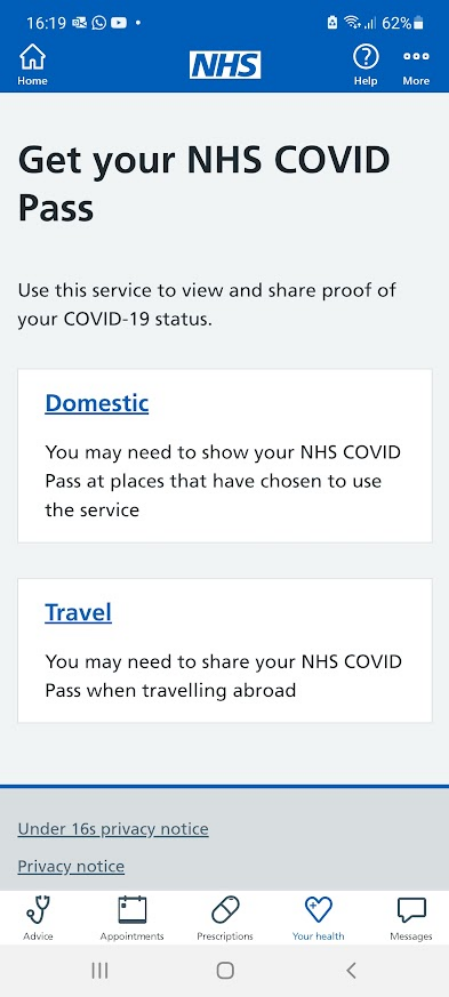 16:19
62%
Home
NHS
Help
More
Get your NHS COVID
Pass
Use this service to view and share proof of
your COVID-19 status.
Domestic
You may need to show your NHS COVID
Pass at places that have chosen to use
the service
Travel
You may need to share your NHS COVID
Pass when travelling abroad
Under 16s privacy notice
Privacy notice
Advice
Appointments
Prescriptions
Your health
Messages